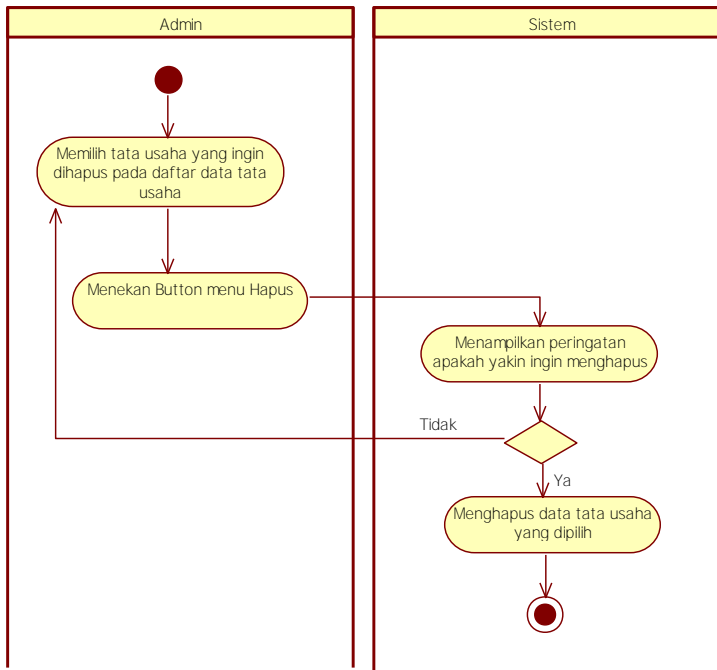 Admin
Sistem
Memilih tata usaha yang ingin
dihapus pada daftar data tata
usaha
Menekan Button menu Hapus
Menampilkan peringatan
apakah yakin ingin menghapus
Tidak
Ya
Menghapus data tata usaha
yang dipilih